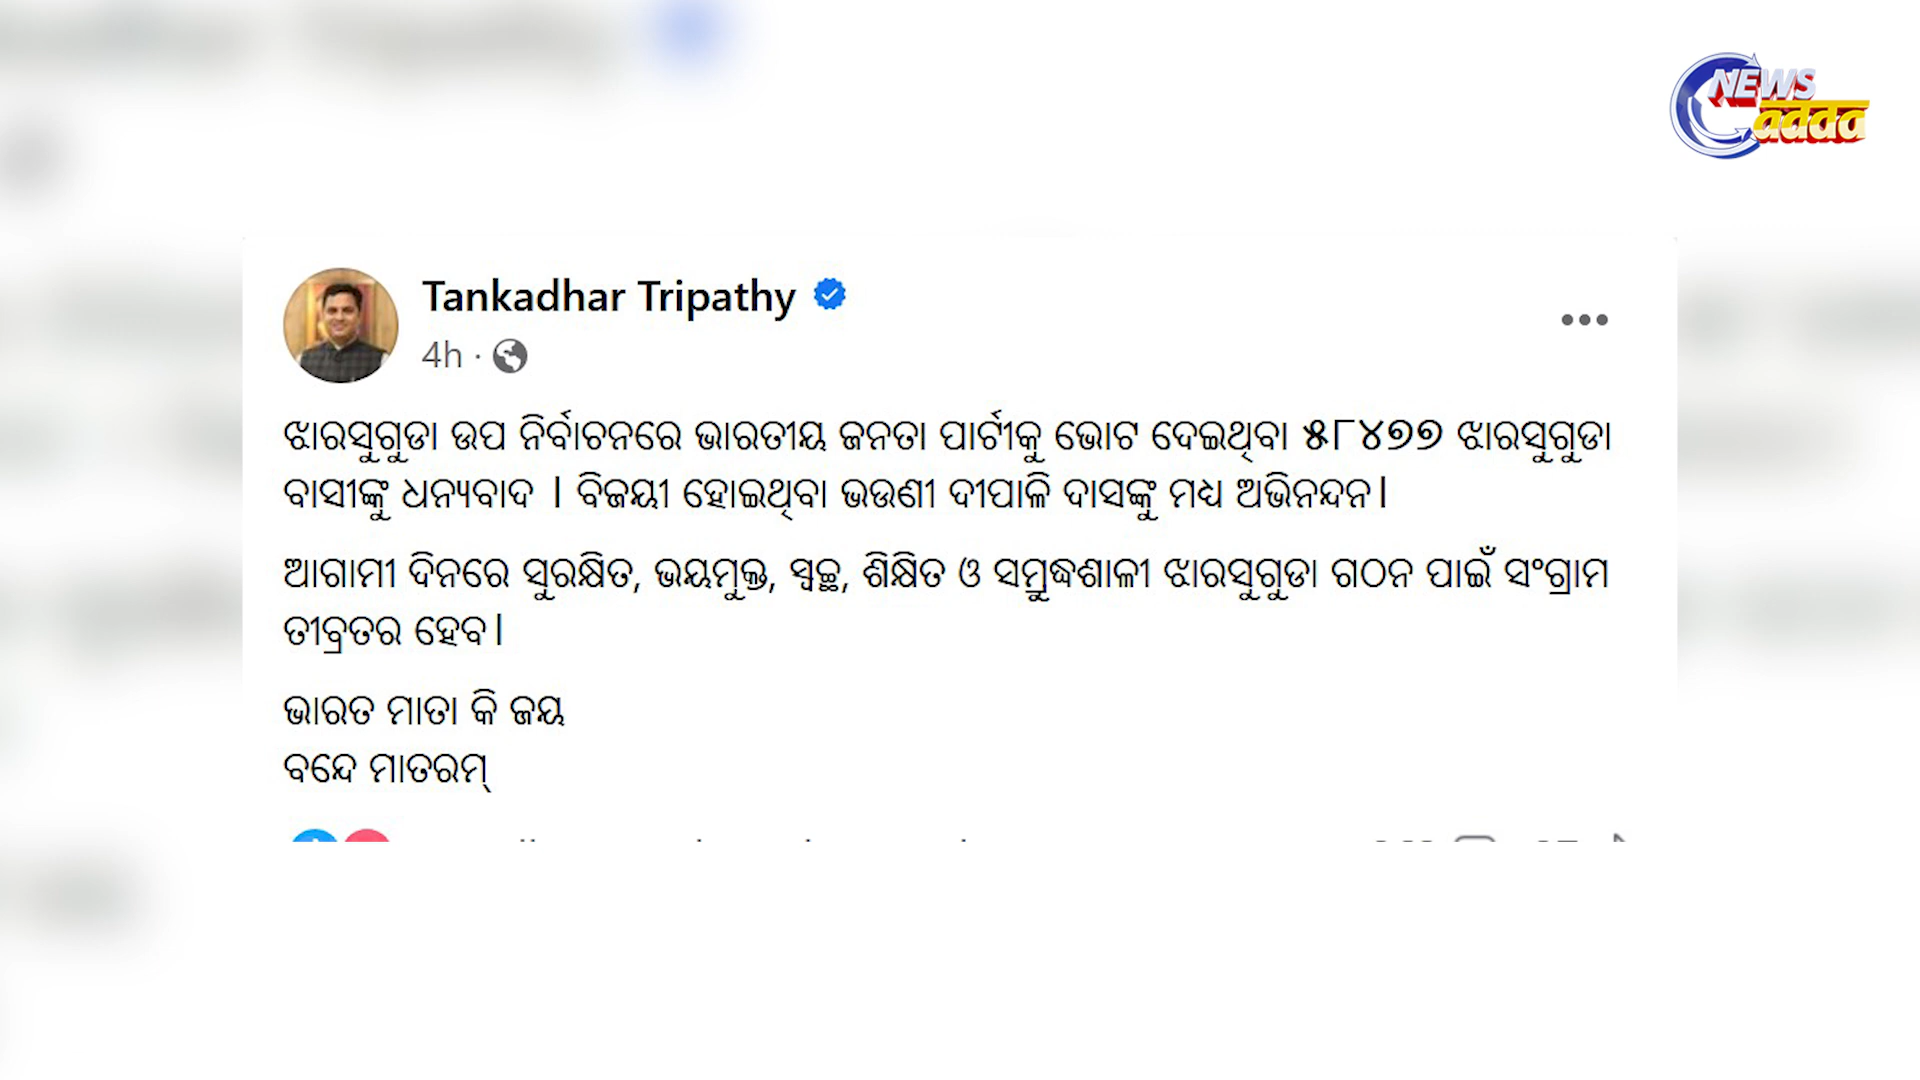 NEWS
adda
Tankadhar Tripathy
4h ·
ଝାରସୁଗୁଡା ଉପ ନିର୍ବାଚନରେ ଭାରତୀୟ ଜନତା ପାର୍ଟୀକୁ ଭୋଟ ଦେଇଥିବା ୫୮୪୭୭ ଝାରସୁଗୁଡା
ବାସୀଙ୍କୁ ଧନ୍ୟବାଦ । ବିଜୟୀ ହୋଇଥିବା ଭଉଣୀ ଦୀପାଳି ଦାସଙ୍କୁ ମଧ୍ୟ ଅଭିନନ୍ଦନ।
ଆଗାମୀ ଦିନରେ ସୁରକ୍ଷିତ, ଭୟମୁକ୍ତ, ସ୍ୱଚ୍ଛ, ଶିକ୍ଷିତ ଓ ସମ୍ରୁଦ୍ଧଶାଳୀ ଝାରସୁଗୁଡା ଗଠନ ପାଇଁ ସଂଗ୍ରାମ
ତୀବ୍ରତର ହେବ।
ଭାରତ ମାତା କି ଜୟ
ବନ୍ଦେ ମାତରମ୍